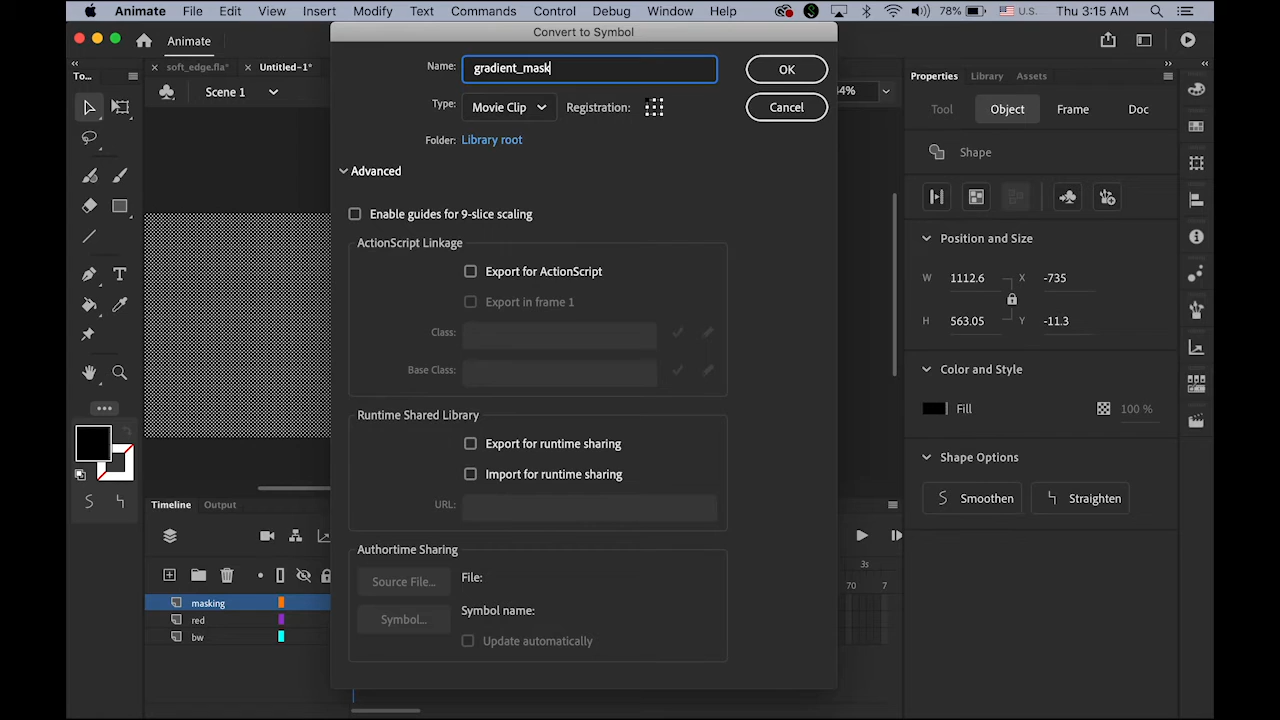 Animate File Edit View Insert Modify Text Commands Control Debug Window Help 78% U.S. Thu 3:15 AM
Animate
Convert to Symbol
To...
soft_edge.fla*
Untitled-1*
Scene 1
44%
Name: gradient_mask
OK
Type: Movie Clip
Registration:
Cancel
Folder: Library root
Advanced
Enable guides for 9-slice scaling
ActionScript Linkage
Export for ActionScript
Export in frame 1
Class:
Base Class:
Runtime Shared Library
Export for runtime sharing
Import for runtime sharing
URL:
Authortime Sharing
Source File...
File:
Symbol...
Symbol name:
Update automatically
Properties Library Assets
Tool Object Frame Doc
Shape
Position and Size
W 1112.6 X -735
H 563.05 Y -11.3
Color and Style
Fill 100 %
Shape Options
Smoothen Straighten
Timeline Output
3s
70 7
masking
red
bw